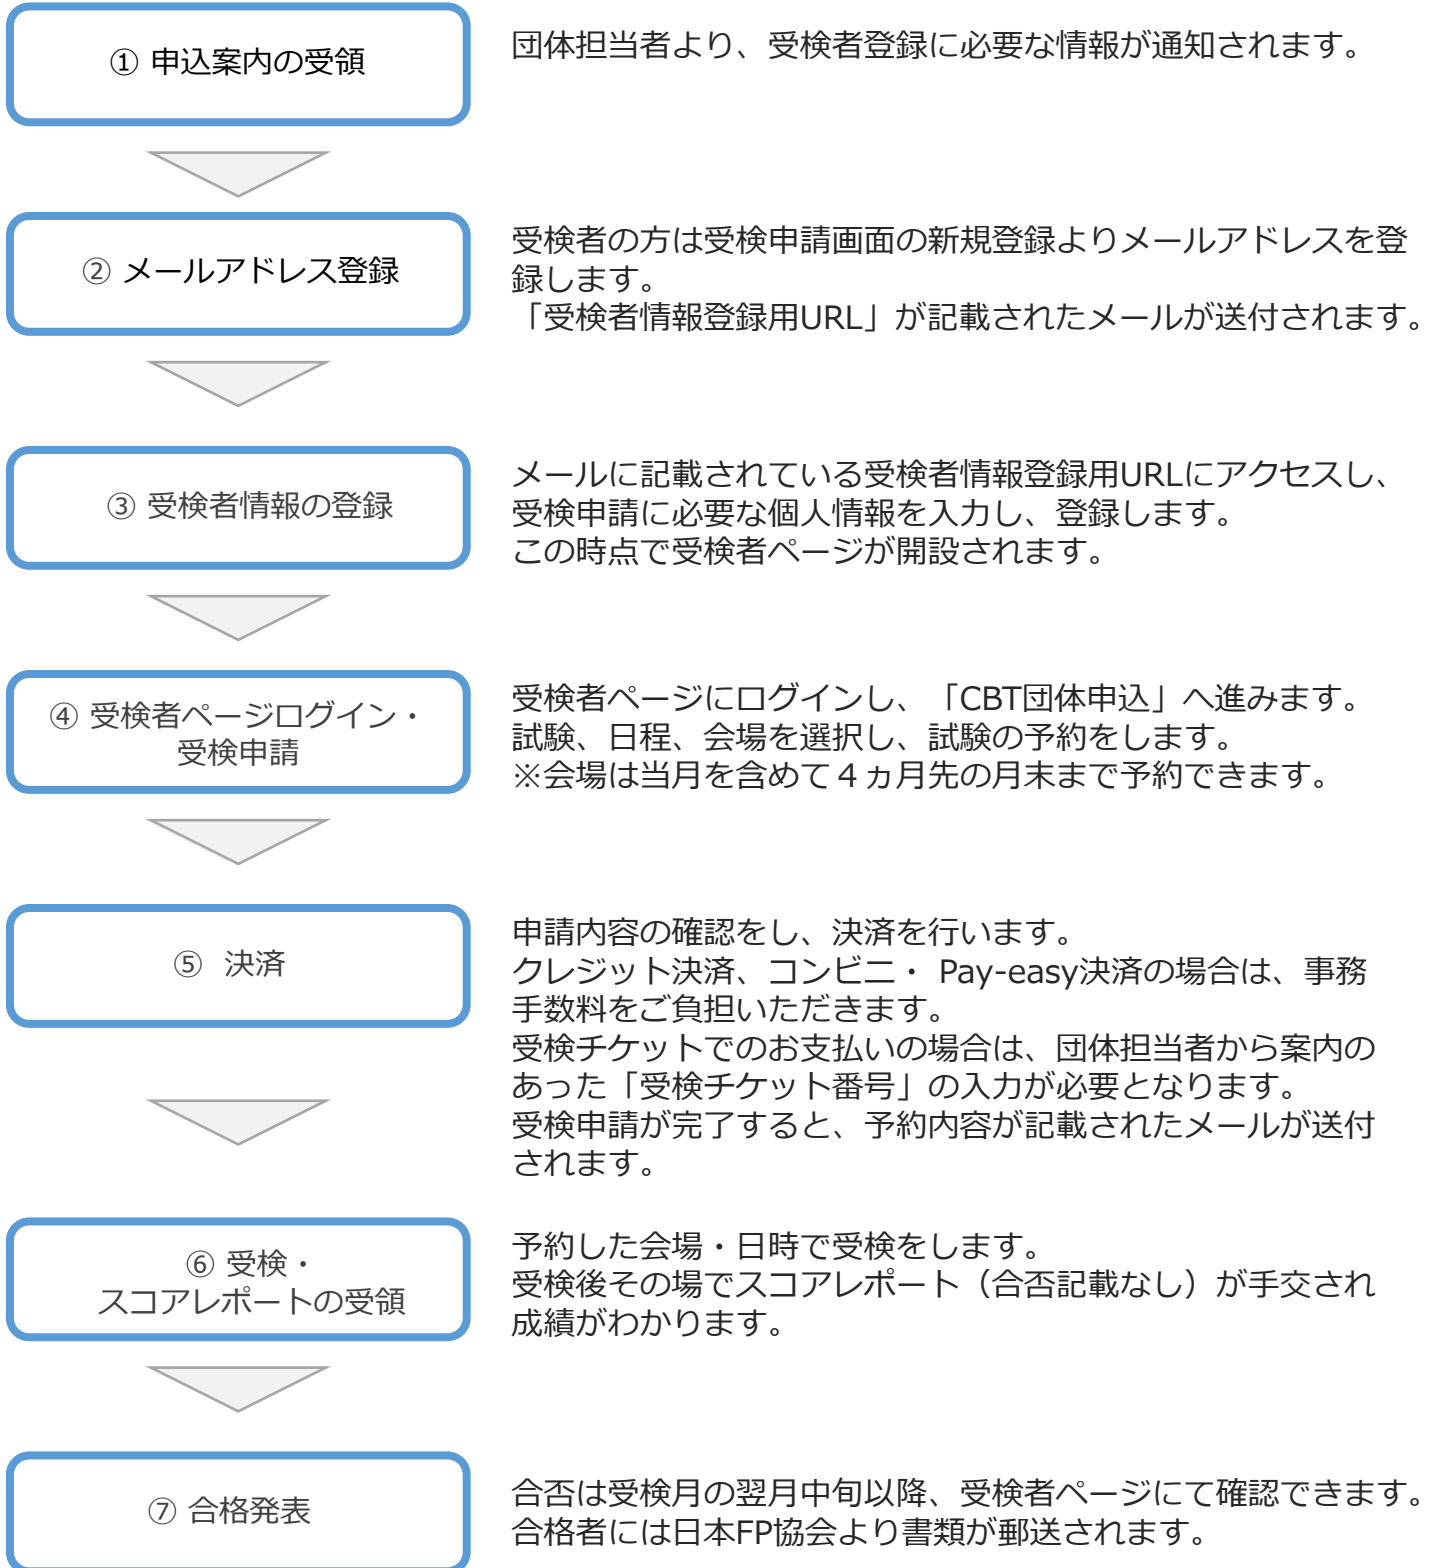 ① 申込案内の受領
団体担当者より、受検者登録に必要な情報が通知されます。
② メールアドレス登録
受検者の方は受検申請画面の新規登録よりメールアドレスを登
録します。
「受検者情報登録用URL」が記載されたメールが送付されます。
③ 受検者情報の登録
メールに記載されている受検者情報登録用URLにアクセスし、
受検申請に必要な個人情報を入力し、登録します。
この時点で受検者ページが開設されます。
④ 受検者ページログイン・
受検申請
受検者ページにログインし、「CBT団体申込」へ進みます。
試験、日程、会場を選択し、試験の予約をします。
※会場は当月を含めて４ヵ月先の月末まで予約できます。
⑤ 決済
申請内容の確認をし、決済を行います。
クレジット決済、コンビニ・ Pay-easy決済の場合は、事務
手数料をご負担いただきます。
受検チケットでのお支払いの場合は、団体担当者から案内の
あった「受検チケット番号」の入力が必要となります。
受検申請が完了すると、予約内容が記載されたメールが送付
されます。
⑥ 受検・
スコアレポートの受領
予約した会場・日時で受検をします。
受検後その場でスコアレポート（合否記載なし）が手交され
成績がわかります。
⑦ 合格発表
合否は受検月の翌月中旬以降、受検者ページにて確認できます。
合格者には日本FP協会より書類が郵送されます。